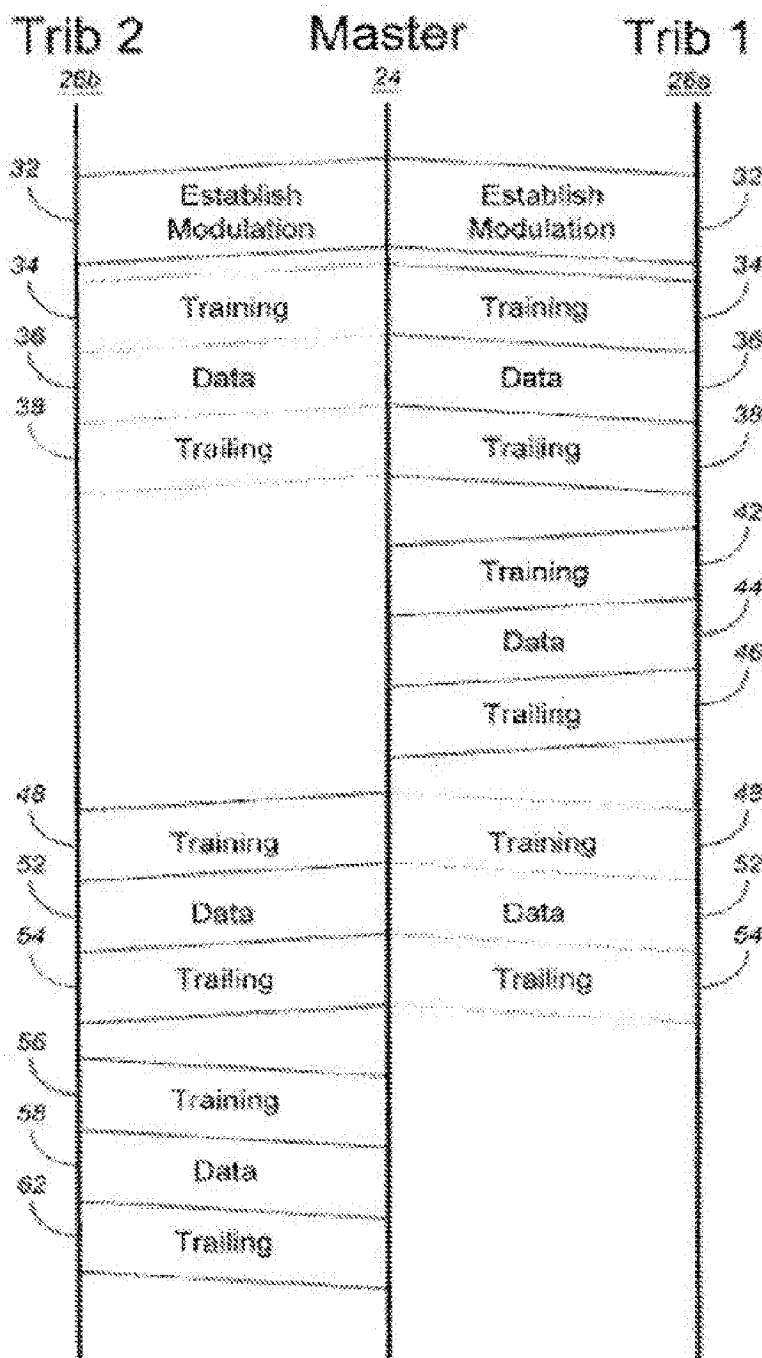 Trib 2 Master Trib 1
26b 24 26a
32 Establish Modulation Establish Modulation 32
34 Training Training 34
36 Data Data 36
38 Trailing Trailing 38
Training 42
Data 44
Trailing 46
48 Training Training 48
52 Data Data 52
54 Trailing Trailing 54
56 Training
58 Data
62 Trailing